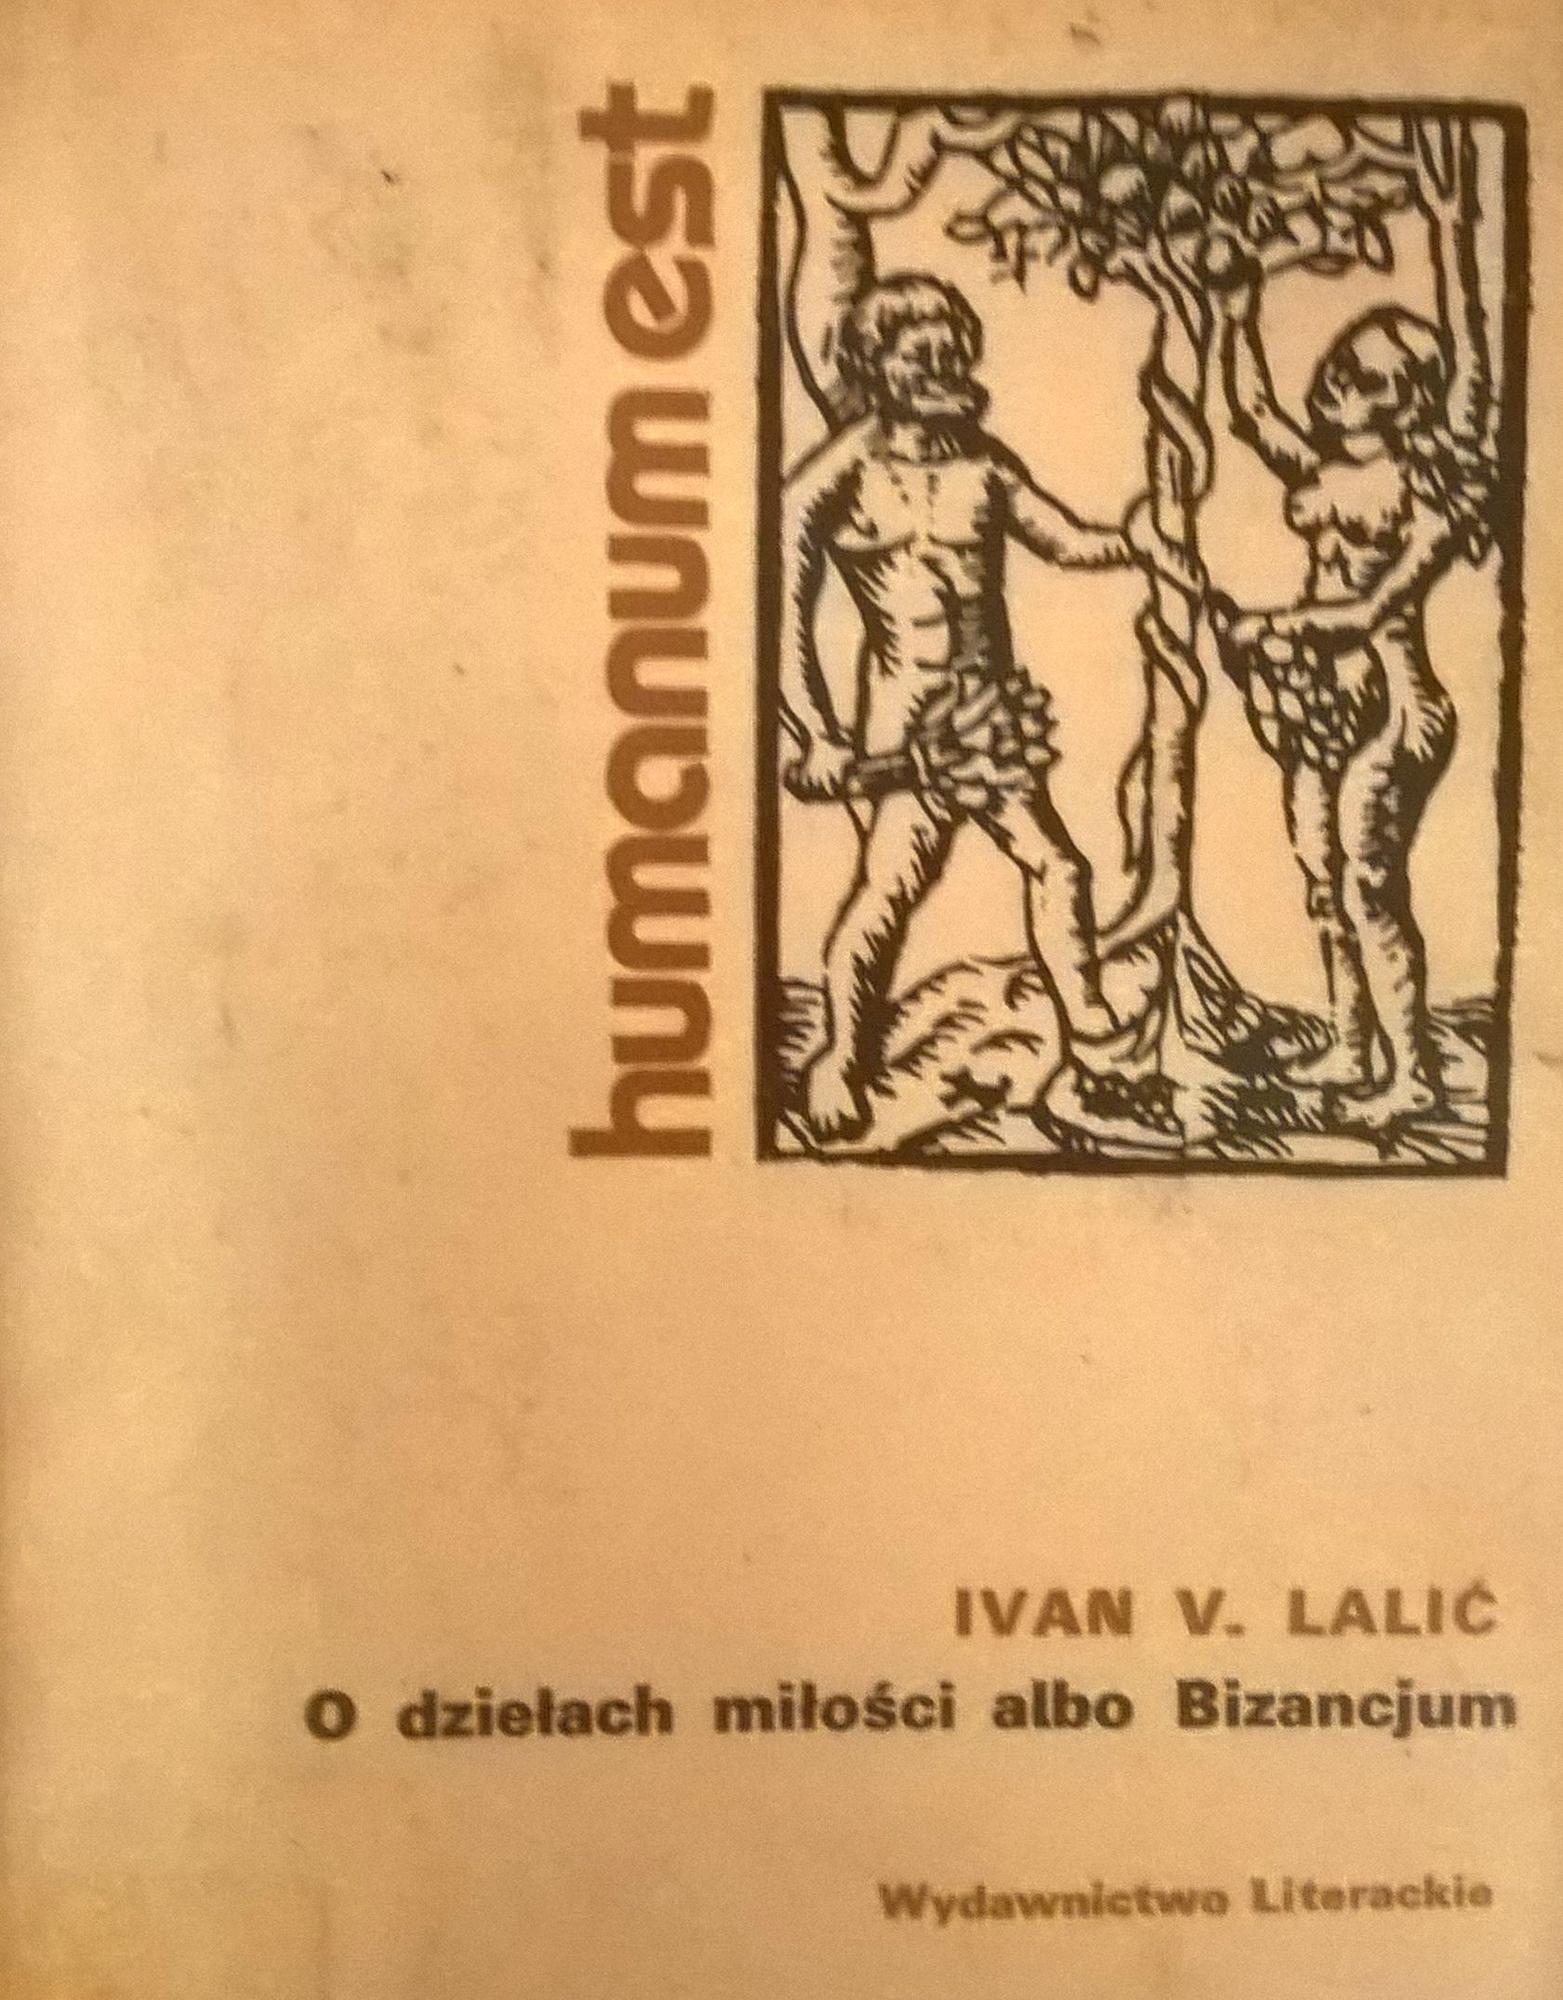 humanum est
IVAN V. LALIĆ
O dziełach miłości albo Bizancjum
Wydawnictwo Literackie